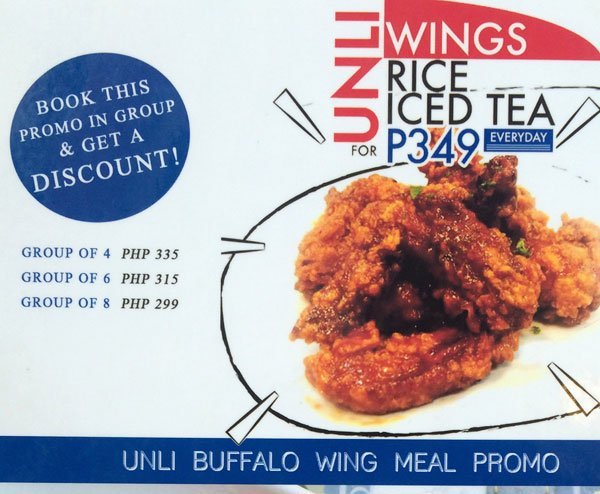 UNLI
WINGS
RICE
ICED TEA
FOR P349 EVERYDAY
BOOK THIS
PROMO IN GROUP
& GET A
DISCOUNT!
GROUP OF 4 PHP 335
GROUP OF 6 PHP 315
GROUP OF 8 PHP 299
UNLI BUFFALO WING MEAL PROMO